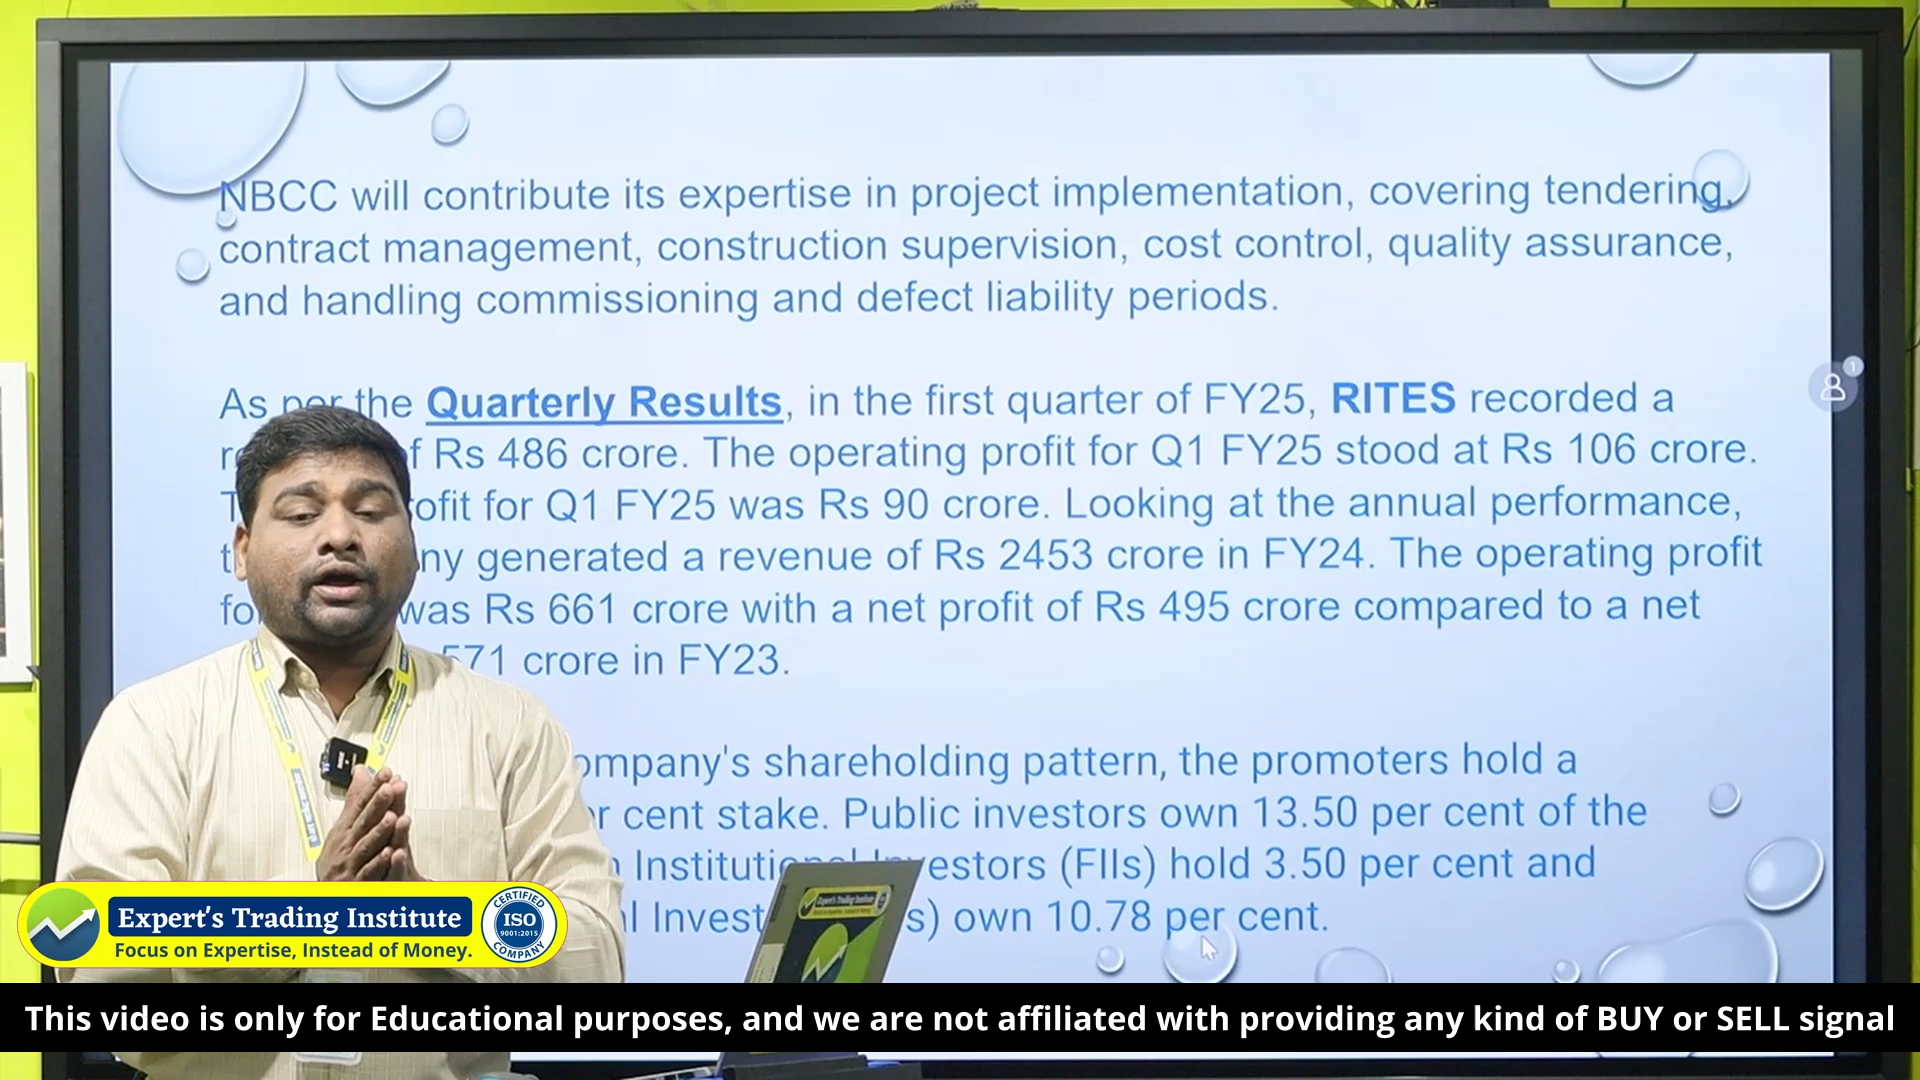 NBCC will contribute its expertise in project implementation, covering tendering,
contract management, construction supervision, cost control, quality assurance,
and handling commissioning and defect liability periods.
As per the Quarterly Results, in the first quarter of FY25, RITES recorded a
f Rs 486 crore. The operating profit for Q1 FY25 stood at Rs 106 crore.
ofit for Q1 FY25 was Rs 90 crore. Looking at the annual performance,
ny generated a revenue of Rs 2453 crore in FY24. The operating profit
was Rs 661 crore with a net profit of Rs 495 crore compared to a net
571 crore in FY23.
ompany's shareholding pattern, the promoters hold a
r cent stake. Public investors own 13.50 per cent of the
Institutional Investors (FIIs) hold 3.50 per cent and
l Invest s) own 10.78 per cent.
1
Expert's Trading Institute
Focus on Expertise, Instead of Money.
CERTIFIED
ISO
9001:2015
COMPANY
Expert's Trading Institute
This video is only for Educational purposes, and we are not affiliated with providing any kind of BUY or SELL signal